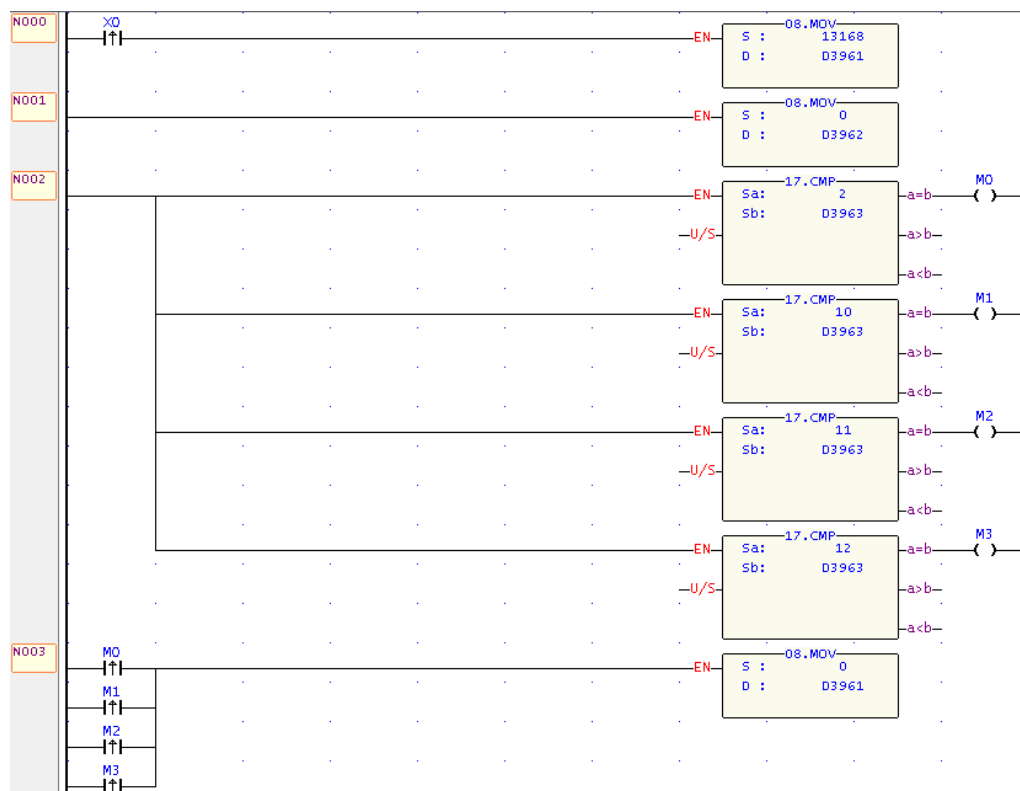 N000
X0
08.MOV
EN
S : 13168
D : D3961
N001
08.MOV
EN
S : 0
D : D3962
N002
17.CMP
M0
EN
Sa: 2
a=b
Sb: D3963
U/S
a>b
a<b
17.CMP
M1
EN
Sa: 10
a=b
Sb: D3963
U/S
a>b
a<b
17.CMP
M2
EN
Sa: 11
a=b
Sb: D3963
U/S
a>b
a<b
17.CMP
M3
EN
Sa: 12
a=b
Sb: D3963
U/S
a>b
a<b
N003
M0
08.MOV
EN
S : 0
D : D3961
M1
M2
M3